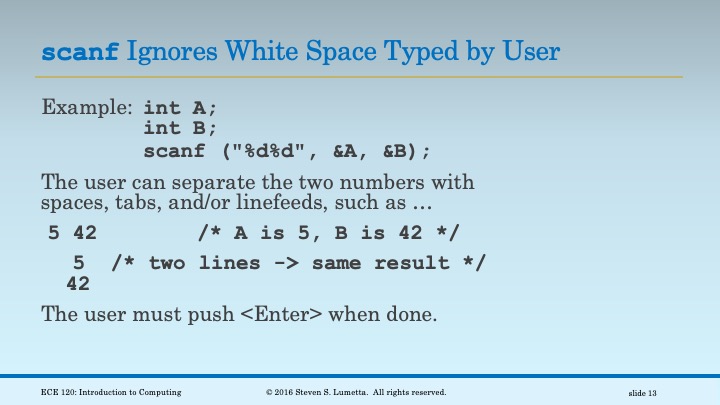 scanf Ignores White Space Typed by User
Example: int A;
int B;
scanf ("%d%d", &A, &B);
The user can separate the two numbers with
spaces, tabs, and/or linefeeds, such as …
5 42 /* A is 5, B is 42 */
5 /* two lines -> same result */
42
The user must push <Enter> when done.
ECE 120: Introduction to Computing © 2016 Steven S. Lumetta. All rights reserved. slide 13